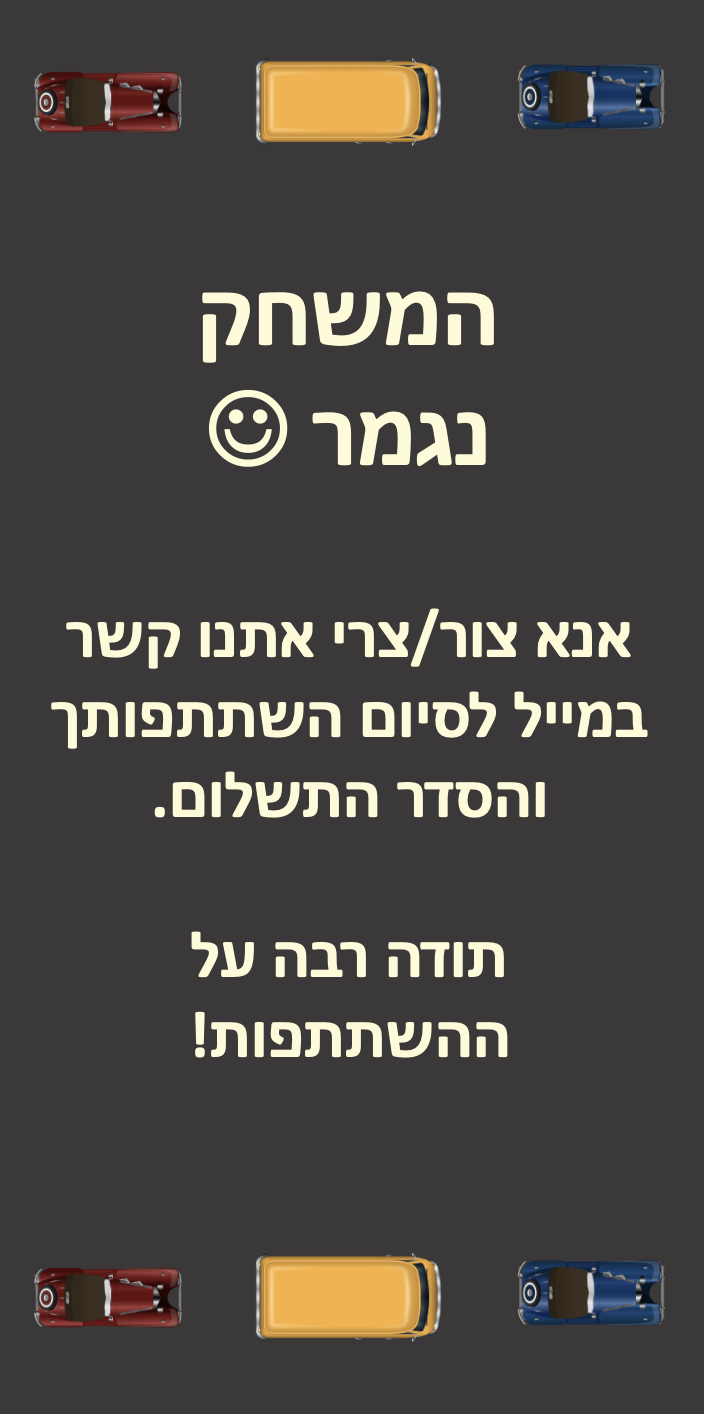 המשחק
נגמר ☺
אנא צור/צרי אתנו קשר
במייל לסיום השתתפותך
והסדר התשלום.
תודה רבה על
ההשתתפות!